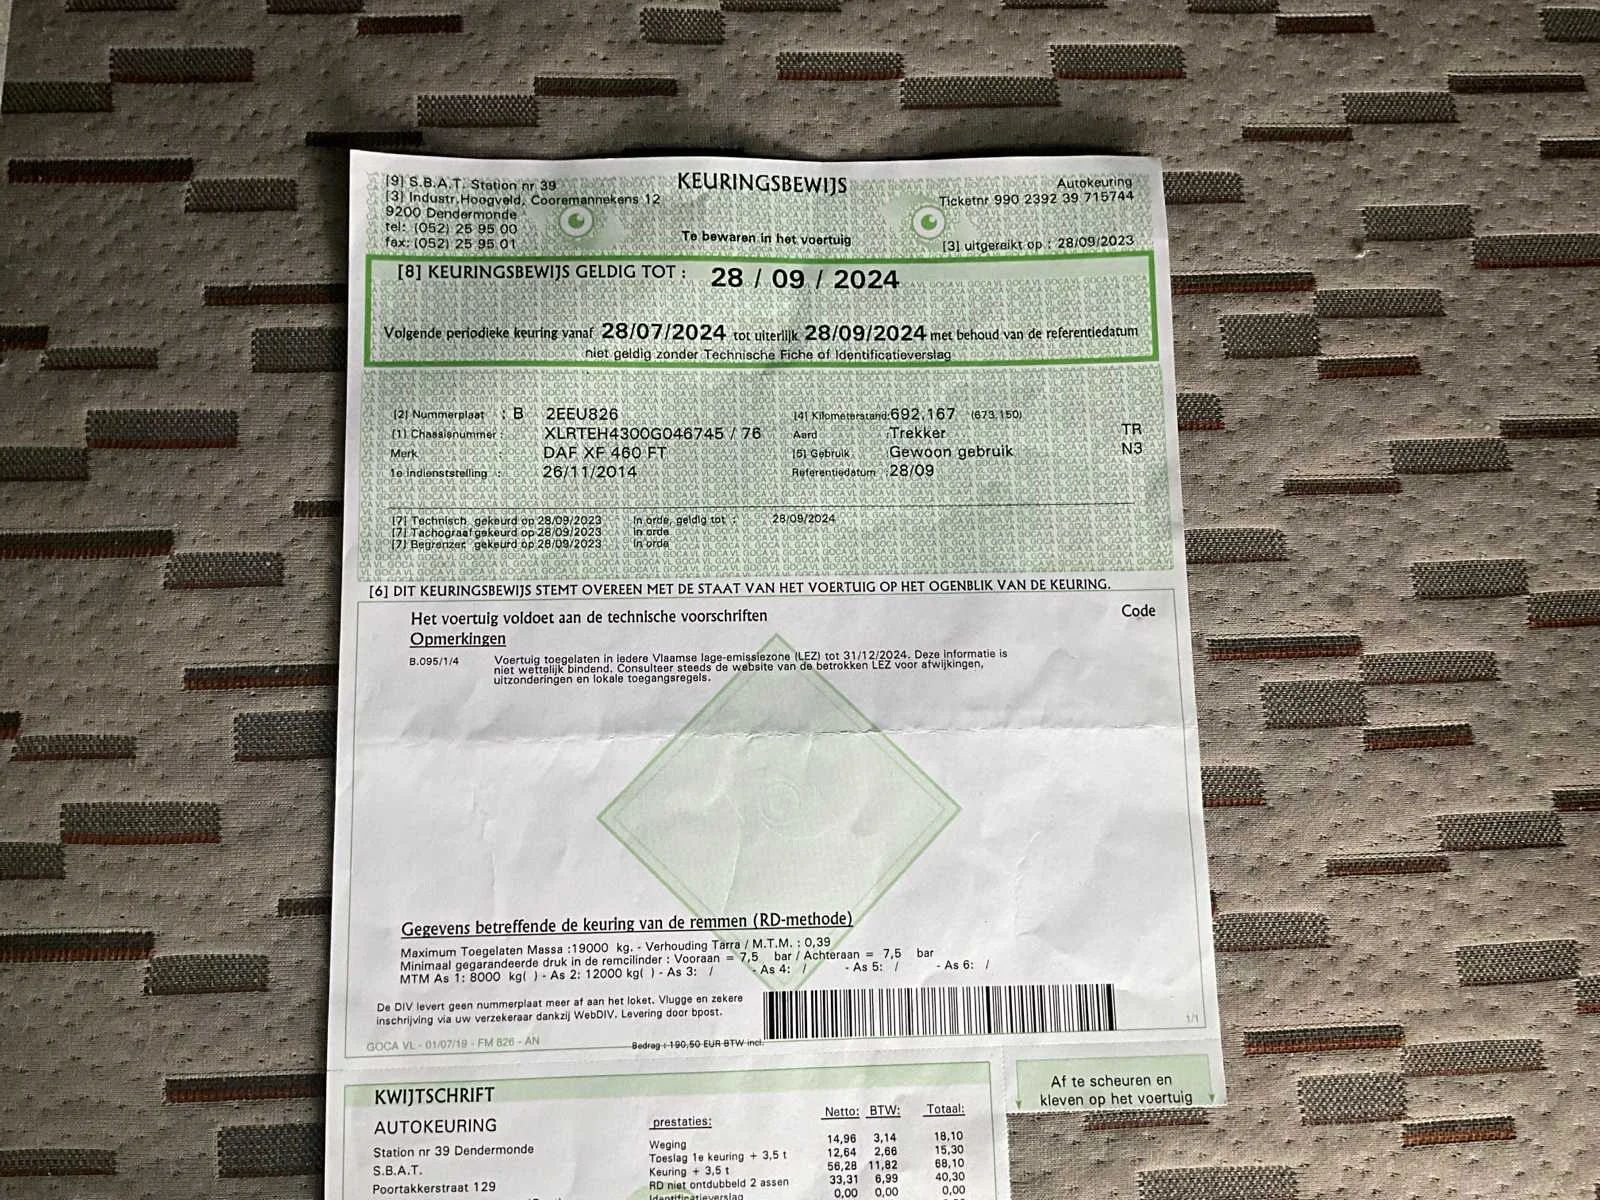 [9] S.B.A.T. Station nr 39
[3] Industr.Hoogveld, Cooremannekens 12
9200 Dendermonde
tel: (052) 25 95 00
fax: (052) 25 95 01
KEURINGSBEWIJS
Te bewaren in het voertuig
Autokeuring
Ticketnr 990 2392 39 715744
[3] uitgereikt op : 28/09/2023
[8] KEURINGSBEWIJS GELDIG TOT : 28 / 09 / 2024
Volgende periodieke keuring vanaf 28/07/2024 tot uiterlijk 28/09/2024 met behoud van de referentiedatum
niet geldig zonder Technische Fiche of Identificatieverslag
[2] Nummerplaat : B 2EEU826 [4] Kilometerstand: 692.167 (673.150)
[1] Chassisnummer : XLRTEH4300G046745 / 76 Aard : Trekker TR
Merk : DAF XF 460 FT [5] Gebruik : Gewoon gebruik N3
1e indienststelling : 26/11/2014 Referentiedatum : 28/09
[7] Technisch gekeurd op 28/09/2023 In orde, geldig tot : 28/09/2024
[7] Tachograaf gekeurd op 28/09/2023 In orde
[7] Begrenzer gekeurd op 28/09/2023 In orde
[6] DIT KEURINGSBEWIJS STEMT OVEREEN MET DE STAAT VAN HET VOERTUIG OP HET OGENBLIK VAN DE KEURING.
Het voertuig voldoet aan de technische voorschriften Code
Opmerkingen
B.095/1/4 Voertuig toegelaten in iedere Vlaamse lage-emissiezone (LEZ) tot 31/12/2024. Deze informatie is
niet wettelijk bindend. Consulteer steeds de website van de betrokken LEZ voor afwijkingen,
uitzonderingen en lokale toegangsregels.
Gegevens betreffende de keuring van de remmen (RD-methode)
Maximum Toegelaten Massa :19000 kg. - Verhouding Tarra / M.T.M. : 0,39
Minimaal gegarandeerde druk in de remcilinder : Vooraan = 7,5 bar / Achteraan = 7,5 bar
MTM As 1: 8000 kg( ) - As 2: 12000 kg( ) - As 3: / - As 4: / - As 5: / - As 6: /
De DIV levert geen nummerplaat meer af aan het loket. Vlugge en zekere
inschrijving via uw verzekeraar dankzij WebDIV. Levering door bpost.
1/1
GOCA VL - 01/07/19 - FM 826 - AN
Bedrag : 190,50 EUR BTW incl.
KWIJTSCHRIFT
AUTOKEURING
Station nr 39 Dendermonde
S.B.A.T.
Poortakkerstraat 129
prestaties: Netto: BTW: Totaal:
Weging 14,96 3,14 18,10
Toeslag 1e keuring + 3,5 t 12,64 2,66 15,30
Keuring + 3,5 t 56,28 11,82 68,10
RD niet ontdubbeld 2 assen 33,31 6,99 40,30
Identificatieverslag 0,00 0,00 0,00
Af te scheuren en
kleven op het voertuig